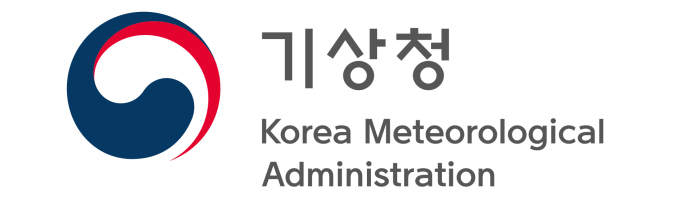 기상청
Korea Meteorological
Administration